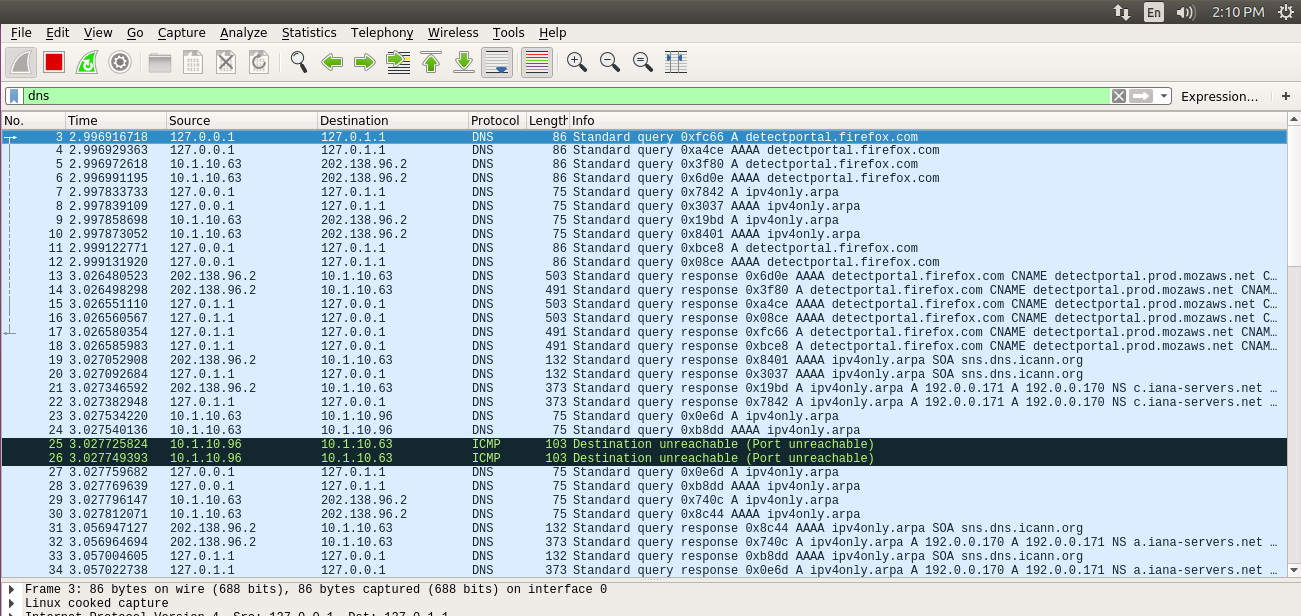 En 2:10 PM
File Edit View Go Capture Analyze Statistics Telephony Wireless Tools Help
dns Expression… +
No. Time Source Destination Protocol Length Info
3 2.996916718 127.0.0.1 127.0.1.1 DNS 86 Standard query 0xfc66 A detectportal.firefox.com
4 2.996929363 127.0.0.1 127.0.1.1 DNS 86 Standard query 0xa4ce AAAA detectportal.firefox.com
5 2.996972618 10.1.10.63 202.138.96.2 DNS 86 Standard query 0x3f80 A detectportal.firefox.com
6 2.996991195 10.1.10.63 202.138.96.2 DNS 86 Standard query 0x6d0e AAAA detectportal.firefox.com
7 2.997833733 127.0.0.1 127.0.1.1 DNS 75 Standard query 0x7842 A ipv4only.arpa
8 2.997839109 127.0.0.1 127.0.1.1 DNS 75 Standard query 0x3037 AAAA ipv4only.arpa
9 2.997858698 10.1.10.63 202.138.96.2 DNS 75 Standard query 0x19bd A ipv4only.arpa
10 2.997873052 10.1.10.63 202.138.96.2 DNS 75 Standard query 0x8401 AAAA ipv4only.arpa
11 2.999122771 127.0.0.1 127.0.1.1 DNS 86 Standard query 0xbce8 A detectportal.firefox.com
12 2.999131920 127.0.0.1 127.0.1.1 DNS 86 Standard query 0x08ce AAAA detectportal.firefox.com
13 3.026480523 202.138.96.2 10.1.10.63 DNS 503 Standard query response 0x6d0e AAAA detectportal.firefox.com CNAME detectportal.prod.mozaws.net C…
14 3.026498298 202.138.96.2 10.1.10.63 DNS 491 Standard query response 0x3f80 A detectportal.firefox.com CNAME detectportal.prod.mozaws.net CNAM…
15 3.026551110 127.0.1.1 127.0.0.1 DNS 503 Standard query response 0xa4ce AAAA detectportal.firefox.com CNAME detectportal.prod.mozaws.net C…
16 3.026560567 127.0.1.1 127.0.0.1 DNS 503 Standard query response 0x08ce AAAA detectportal.firefox.com CNAME detectportal.prod.mozaws.net C…
17 3.026580354 127.0.1.1 127.0.0.1 DNS 491 Standard query response 0xfc66 A detectportal.firefox.com CNAME detectportal.prod.mozaws.net CNAM…
18 3.026585983 127.0.1.1 127.0.0.1 DNS 491 Standard query response 0xbce8 A detectportal.firefox.com CNAME detectportal.prod.mozaws.net CNAM…
19 3.027052908 202.138.96.2 10.1.10.63 DNS 132 Standard query response 0x8401 AAAA ipv4only.arpa SOA sns.dns.icann.org
20 3.027092684 127.0.1.1 127.0.0.1 DNS 132 Standard query response 0x3037 AAAA ipv4only.arpa SOA sns.dns.icann.org
21 3.027346592 202.138.96.2 10.1.10.63 DNS 373 Standard query response 0x19bd A ipv4only.arpa A 192.0.0.171 A 192.0.0.170 NS c.iana-servers.net …
22 3.027382948 127.0.1.1 127.0.0.1 DNS 373 Standard query response 0x7842 A ipv4only.arpa A 192.0.0.171 A 192.0.0.170 NS c.iana-servers.net …
23 3.027534220 10.1.10.63 10.1.10.96 DNS 75 Standard query 0x0e6d A ipv4only.arpa
24 3.027540136 10.1.10.63 10.1.10.96 DNS 75 Standard query 0xb8dd AAAA ipv4only.arpa
25 3.027725824 10.1.10.96 10.1.10.63 ICMP 103 Destination unreachable (Port unreachable)
26 3.027749393 10.1.10.96 10.1.10.63 ICMP 103 Destination unreachable (Port unreachable)
27 3.027759682 127.0.0.1 127.0.1.1 DNS 75 Standard query 0x0e6d A ipv4only.arpa
28 3.027769639 127.0.0.1 127.0.1.1 DNS 75 Standard query 0xb8dd AAAA ipv4only.arpa
29 3.027796147 10.1.10.63 202.138.96.2 DNS 75 Standard query 0x740c A ipv4only.arpa
30 3.027812071 10.1.10.63 202.138.96.2 DNS 75 Standard query 0x8c44 AAAA ipv4only.arpa
31 3.056947127 202.138.96.2 10.1.10.63 DNS 132 Standard query response 0x8c44 AAAA ipv4only.arpa SOA sns.dns.icann.org
32 3.056964694 202.138.96.2 10.1.10.63 DNS 373 Standard query response 0x740c A ipv4only.arpa A 192.0.0.170 A 192.0.0.171 NS a.iana-servers.net …
33 3.057004605 127.0.1.1 127.0.0.1 DNS 132 Standard query response 0xb8dd AAAA ipv4only.arpa SOA sns.dns.icann.org
34 3.057022738 127.0.1.1 127.0.0.1 DNS 373 Standard query response 0x0e6d A ipv4only.arpa A 192.0.0.170 A 192.0.0.171 NS a.iana-servers.net …
Frame 3: 86 bytes on wire (688 bits), 86 bytes captured (688 bits) on interface 0
Linux cooked capture
Internet Protocol Version 4, Src: 127.0.0.1, Dst: 127.0.1.1